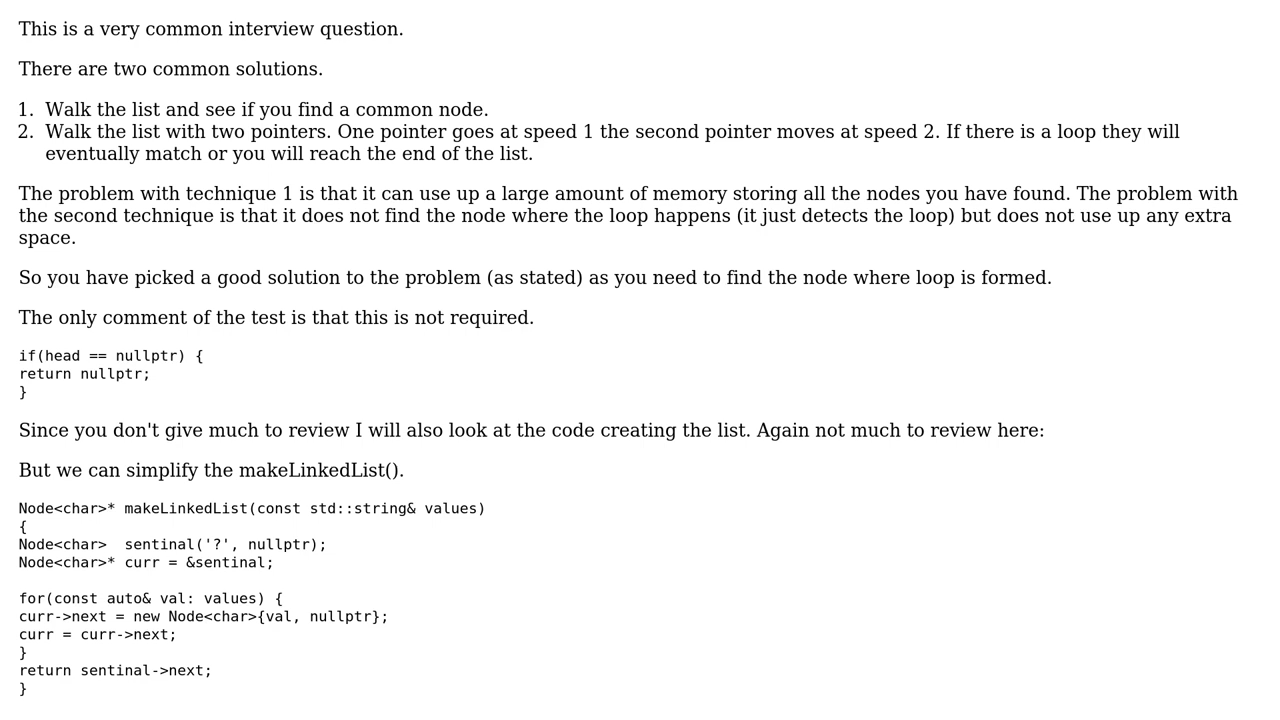 This is a very common interview question.
There are two common solutions.
1. Walk the list and see if you find a common node.
2. Walk the list with two pointers. One pointer goes at speed 1 the second pointer moves at speed 2. If there is a loop they will
eventually match or you will reach the end of the list.
The problem with technique 1 is that it can use up a large amount of memory storing all the nodes you have found. The problem with
the second technique is that it does not find the node where the loop happens (it just detects the loop) but does not use up any extra
space.
So you have picked a good solution to the problem (as stated) as you need to find the node where loop is formed.
The only comment of the test is that this is not required.
if(head == nullptr) {
return nullptr;
}
Since you don't give much to review I will also look at the code creating the list. Again not much to review here:
But we can simplify the makeLinkedList().
Node<char>* makeLinkedList(const std::string& values)
{
Node<char>  sentinal('?', nullptr);
Node<char>* curr = &sentinal;
for(const auto& val: values) {
curr->next = new Node<char>{val, nullptr};
curr = curr->next;
}
return sentinal->next;
}